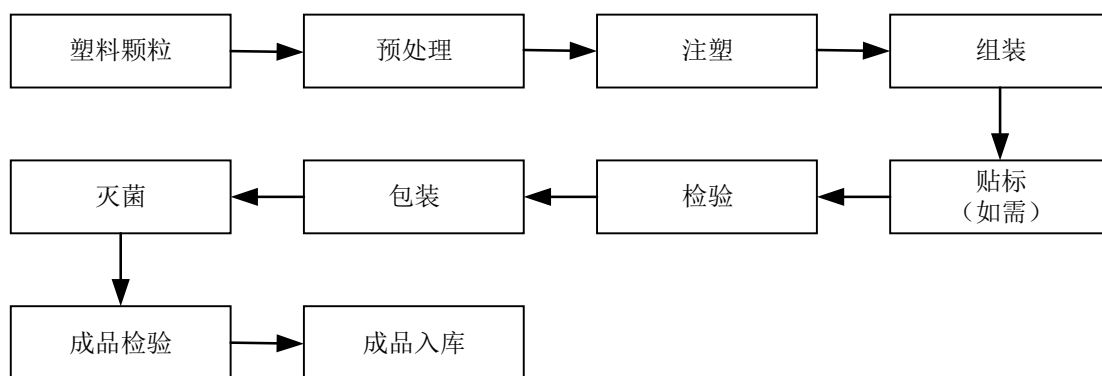 塑料颗粒
预处理
注塑
组装
贴标
（如需）
检验
包装
灭菌
成品检验
成品入库